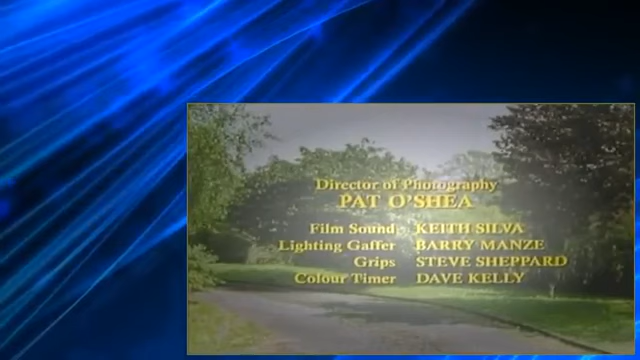 Director of Photography
PAT O'SHEA
Film Sound KEITH SILVA
Lighting Gaffer BARRY MANZE
Grips STEVE SHEPPARD
Colour Timer DAVE KELLY